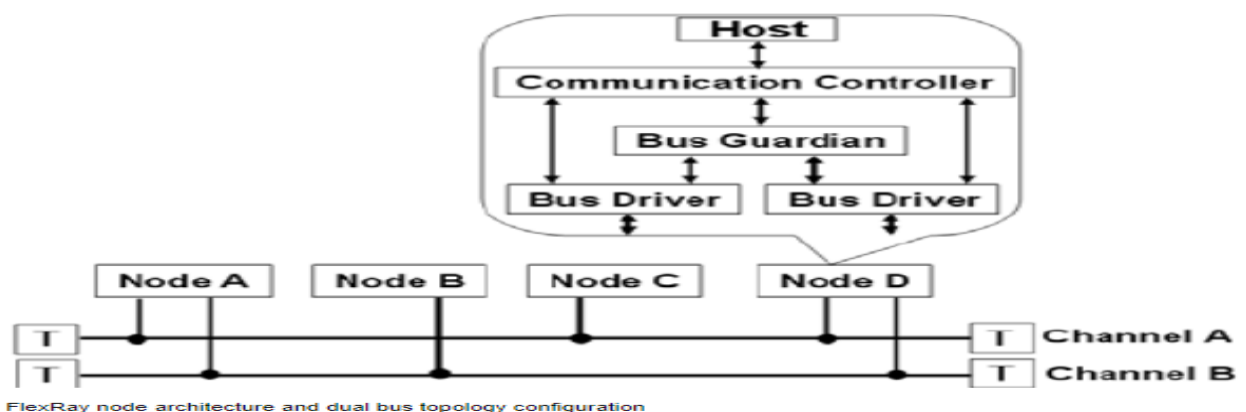 Host
Communication Controller
Bus Guardian
Bus Driver Bus Driver
Node A Node B Node C Node D
T T Channel A
T T Channel B
FlexRay node architecture and dual bus topology configuration